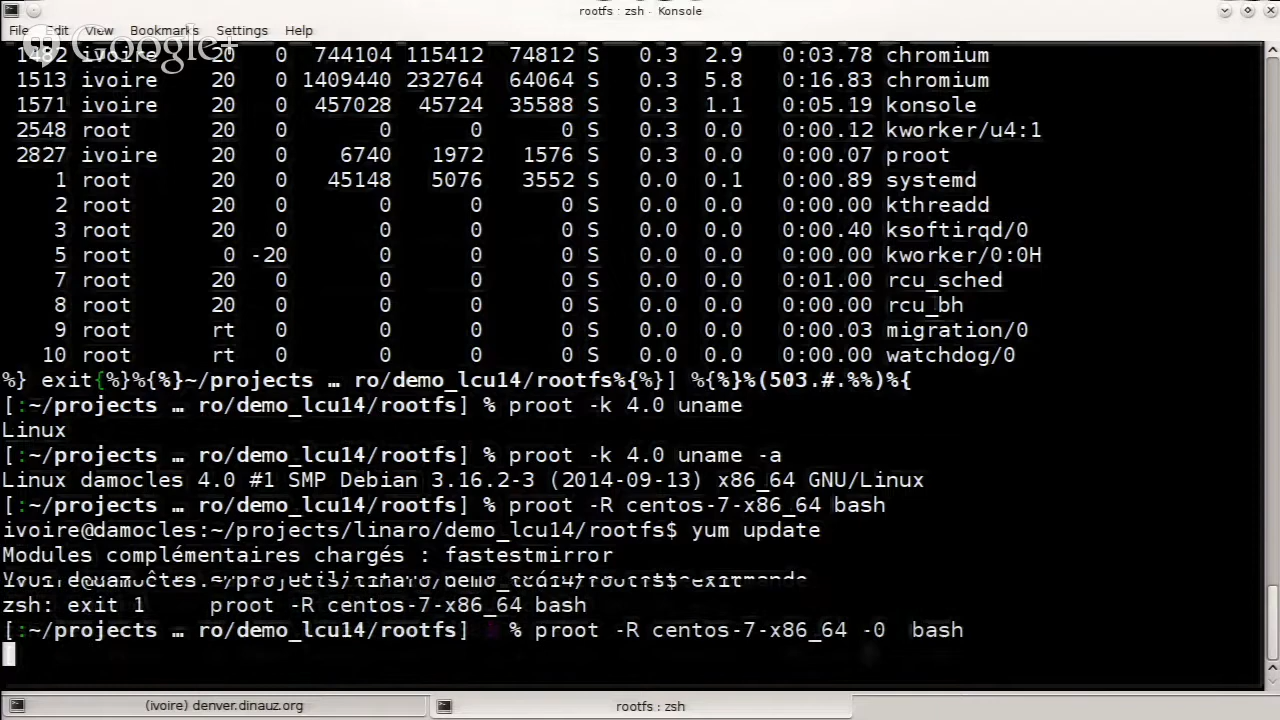 rootfs : zsh - Konsole
File Edit View Bookmarks Settings Help
Google+
1482 ivoire 20 0 744104 115412 74812 S 0.3 2.9 0:03.78 chromium
1513 ivoire 20 0 1409440 232764 64064 S 0.3 5.8 0:16.83 chromium
1571 ivoire 20 0 457028 45724 35588 S 0.3 1.1 0:05.19 konsole
2548 root 20 0 0 0 0 S 0.3 0.0 0:00.12 kworker/u4:1
2827 ivoire 20 0 6740 1972 1576 S 0.3 0.0 0:00.07 proot
1 root 20 0 45148 5076 3552 S 0.0 0.1 0:00.89 systemd
2 root 20 0 0 0 0 S 0.0 0.0 0:00.00 kthreadd
3 root 20 0 0 0 0 S 0.0 0.0 0:00.40 ksoftirqd/0
5 root 0 -20 0 0 0 S 0.0 0.0 0:00.00 kworker/0:0H
7 root 20 0 0 0 0 S 0.0 0.0 0:01.00 rcu_sched
8 root 20 0 0 0 0 S 0.0 0.0 0:00.00 rcu_bh
9 root rt 0 0 0 0 S 0.0 0.0 0:00.03 migration/0
10 root rt 0 0 0 0 S 0.0 0.0 0:00.00 watchdog/0
%} exit{%}%{%}~/projects … ro/demo_lcu14/rootfs%{%}] %{%}%(503.#.%%)%{
[:~/projects … ro/demo_lcu14/rootfs] % proot -k 4.0 uname
Linux
[:~/projects … ro/demo_lcu14/rootfs] % proot -k 4.0 uname -a
Linux damocles 4.0 #1 SMP Debian 3.16.2-3 (2014-09-13) x86_64 GNU/Linux
[:~/projects … ro/demo_lcu14/rootfs] % proot -R centos-7-x86_64 bash
ivoire@damocles:~/projects/linaro/demo_lcu14/rootfs$ yum update
Modules complémentaires chargés : fastestmirror
zsh: exit 1 proot -R centos-7-x86_64 bash
[:~/projects … ro/demo_lcu14/rootfs] % proot -R centos-7-x86_64 -0 bash
(ivoire) denver.dinauz.org
rootfs : zsh